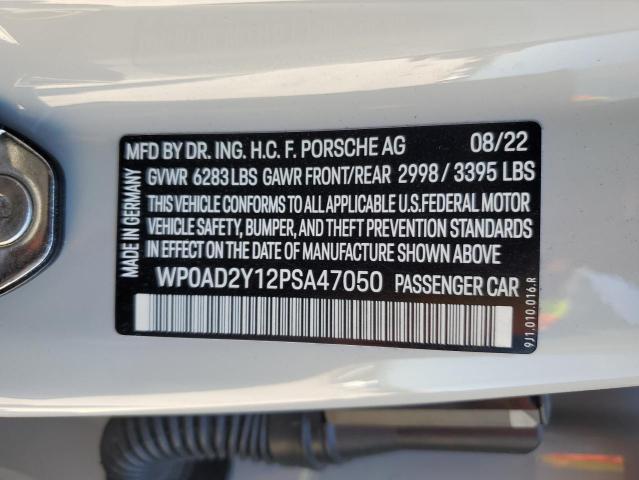 MFD BY DR. ING. H.C. F. PORSCHE AG 08/22
GVWR 6283 LBS GAWR FRONT/REAR 2998 / 3395 LBS
THIS VEHICLE CONFORMS TO ALL APPLICABLE U.S. FEDERAL MOTOR
VEHICLE SAFETY, BUMPER, AND THEFT PREVENTION STANDARDS
IN EFFECT ON THE DATE OF MANUFACTURE SHOWN ABOVE.
WP0AD2Y12PSA47050 PASSENGER CAR
MADE IN GERMANY
9J1.010.016.R